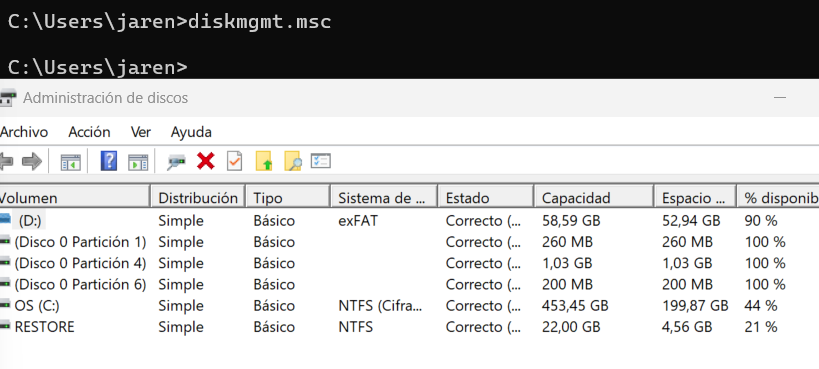 C:\Users\jaren>diskmgmt.msc
C:\Users\jaren>
Administración de discos
Archivo Acción Ver Ayuda
Volumen Distribución Tipo Sistema de ... Estado Capacidad Espacio ... % disponib
(D:) Simple Básico exFAT Correcto (... 58,59 GB 52,94 GB 90 %
(Disco 0 Partición 1) Simple Básico Correcto (... 260 MB 260 MB 100 %
(Disco 0 Partición 4) Simple Básico Correcto (... 1,03 GB 1,03 GB 100 %
(Disco 0 Partición 6) Simple Básico Correcto (... 200 MB 200 MB 100 %
OS (C:) Simple Básico NTFS (Cifra... Correcto (... 453,45 GB 199,87 GB 44 %
RESTORE Simple Básico NTFS Correcto (... 22,00 GB 4,56 GB 21 %